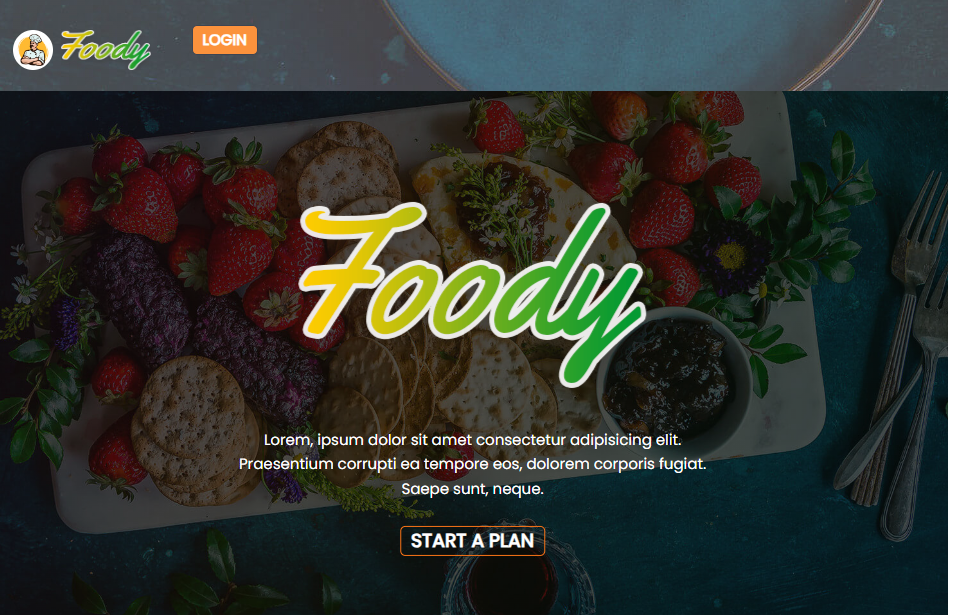 Foody
LOGIN
Foody
Lorem, ipsum dolor sit amet consectetur adipisicing elit.
Praesentium corrupti ea tempore eos, dolorem corporis fugiat.
Saepe sunt, neque.
START A PLAN